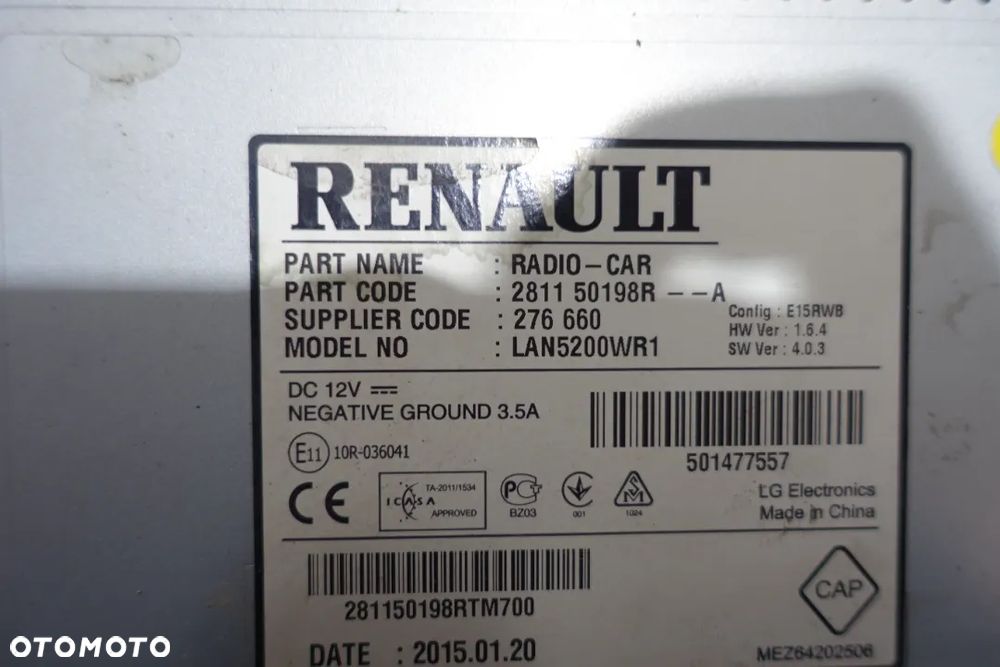 RENAULT
PART NAME : RADIO-CAR
PART CODE : 2811 50198R --A
SUPPLIER CODE : 276 660
MODEL NO : LAN5200WR1
Config : E15RWB
HW Ver : 1.6.4
SW Ver : 4.0.3
DC 12V
NEGATIVE GROUND 3.5A
E11 10R-036041
501477557
CE
ICASA TA-2011/1534
APPROVED
PCT
BZ03
001
SM
1024
LG Electronics
Made in China
281150198RTM700
CAP
DATE : 2015.01.20
MEZ64202506
OTOMOTO